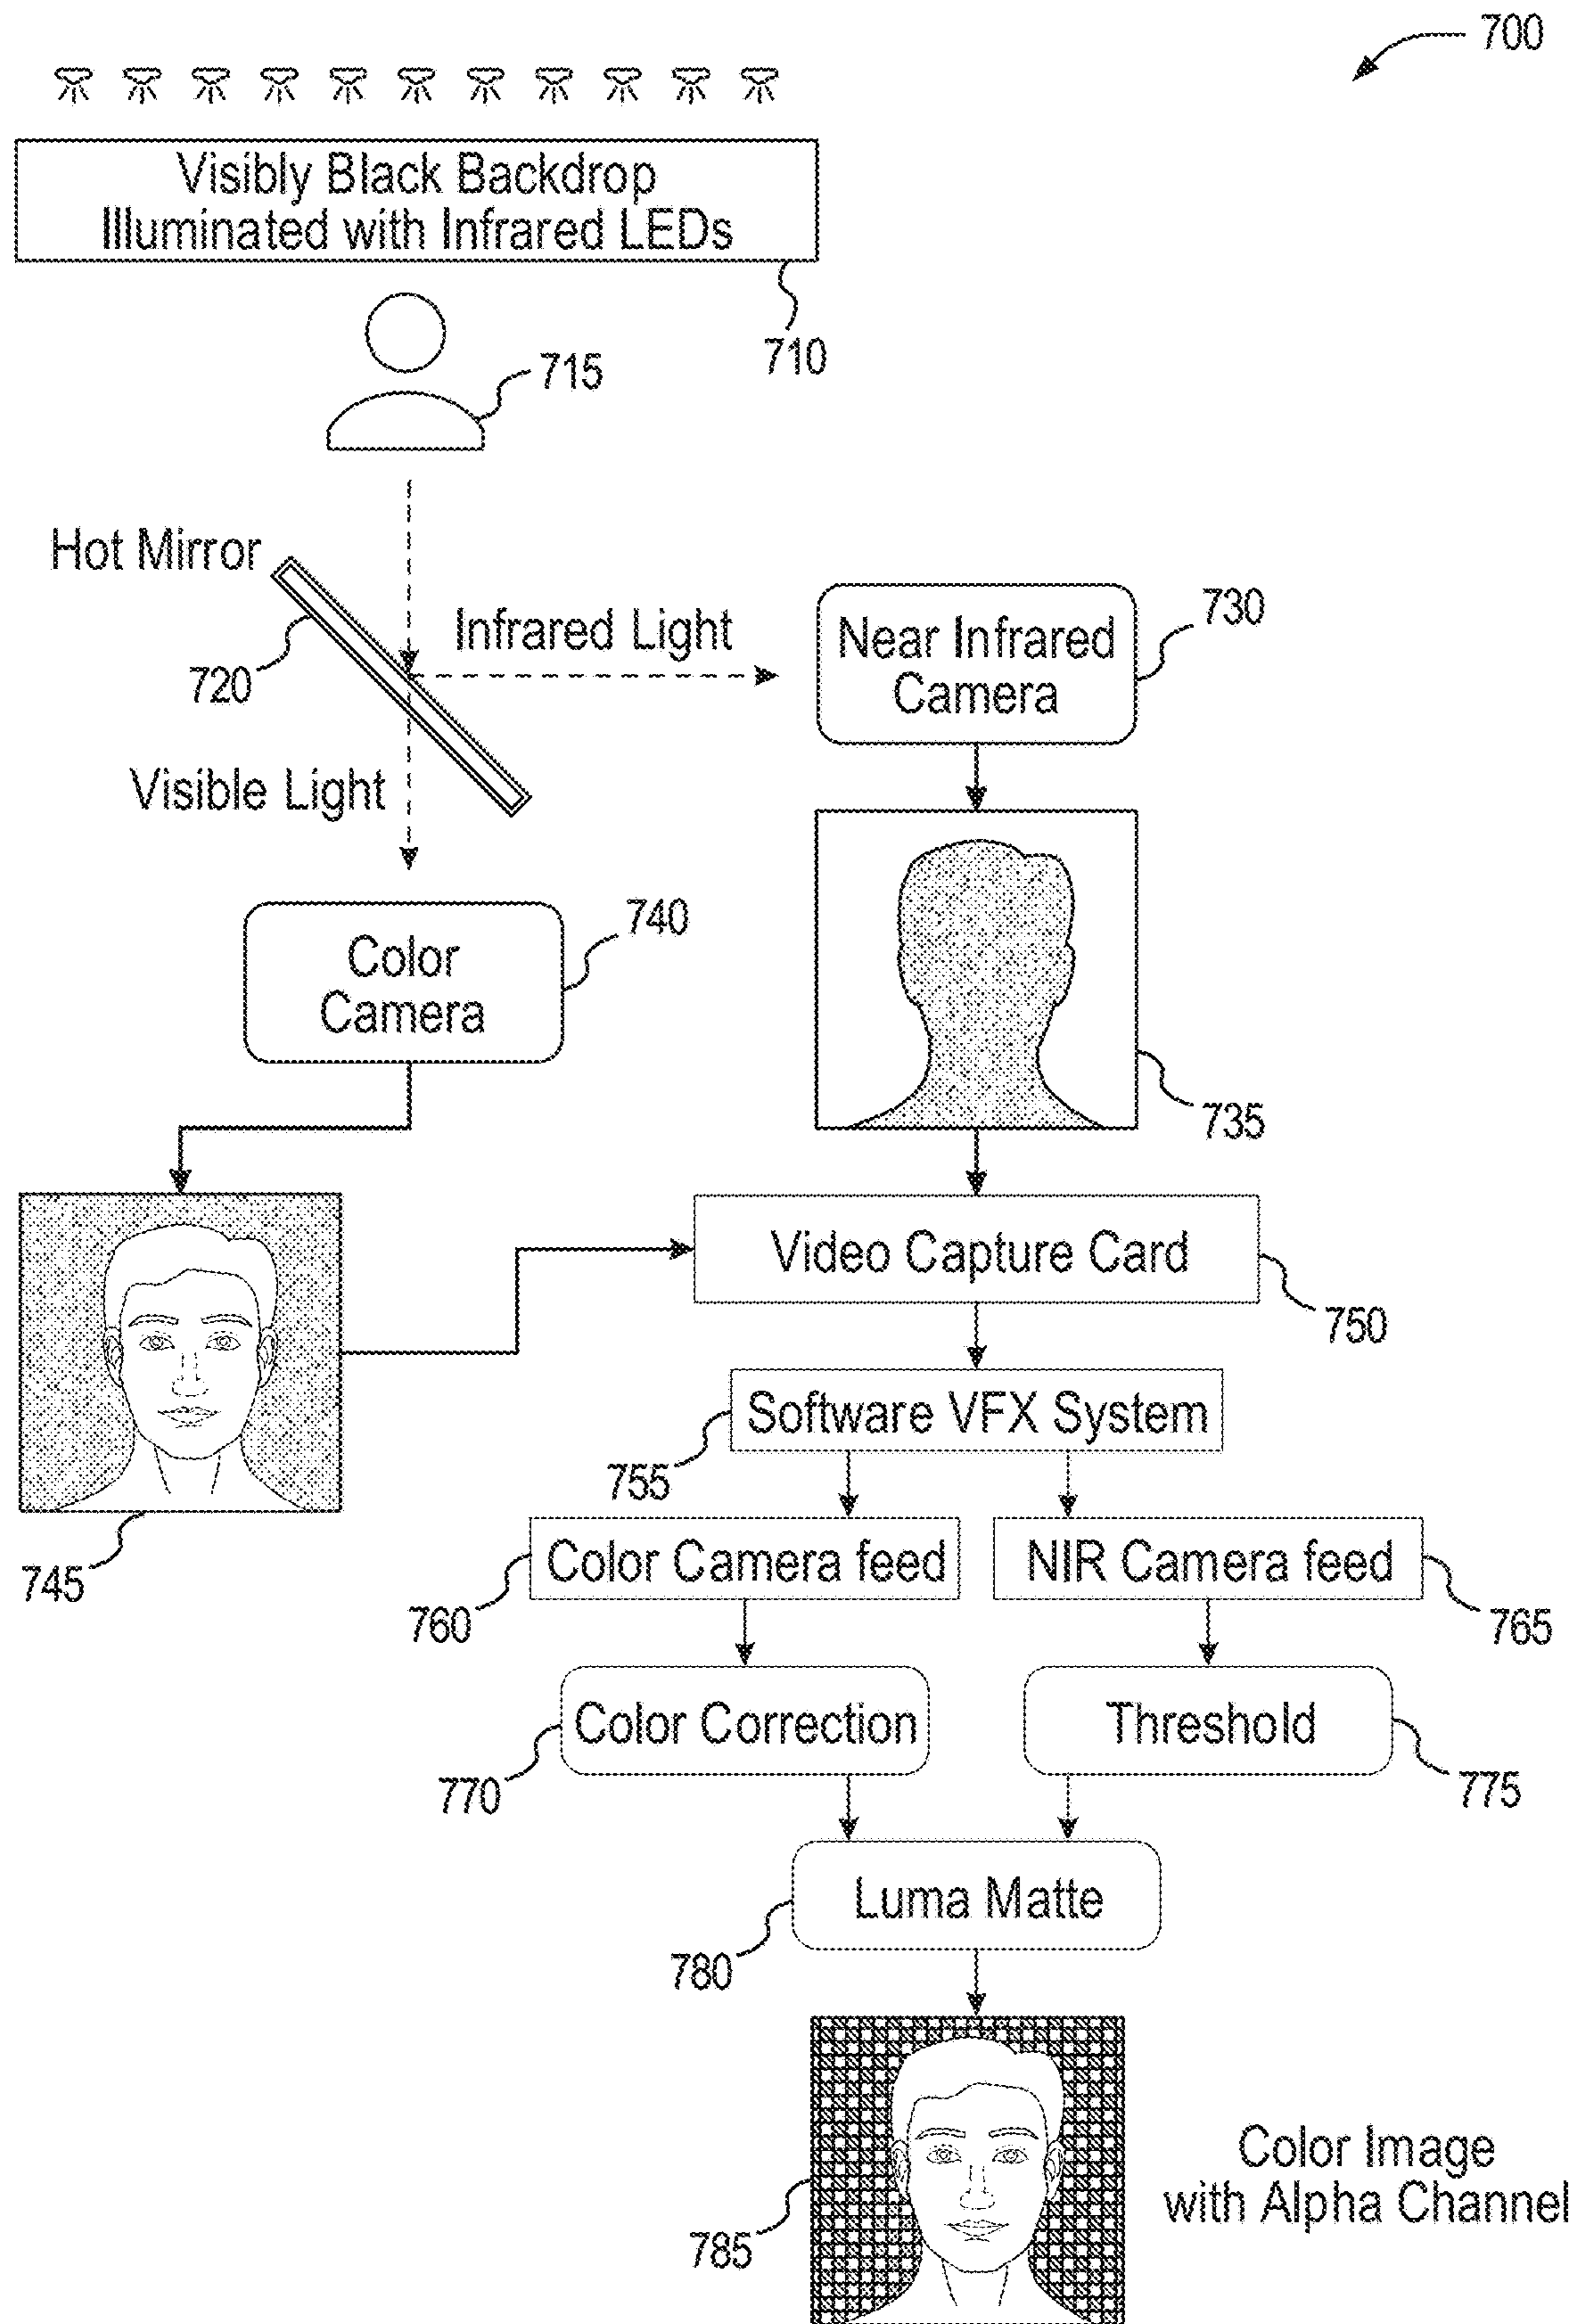 700
Visibly Black Backdrop
Illuminated with Infrared LEDs
710
715
Hot Mirror
720
Infrared Light
Near Infrared
Camera
730
Visible Light
Color
Camera
740
735
745
Video Capture Card
750
Software VFX System
755
Color Camera feed
760
NIR Camera feed
765
Color Correction
770
Threshold
775
Luma Matte
780
785
Color Image
with Alpha Channel